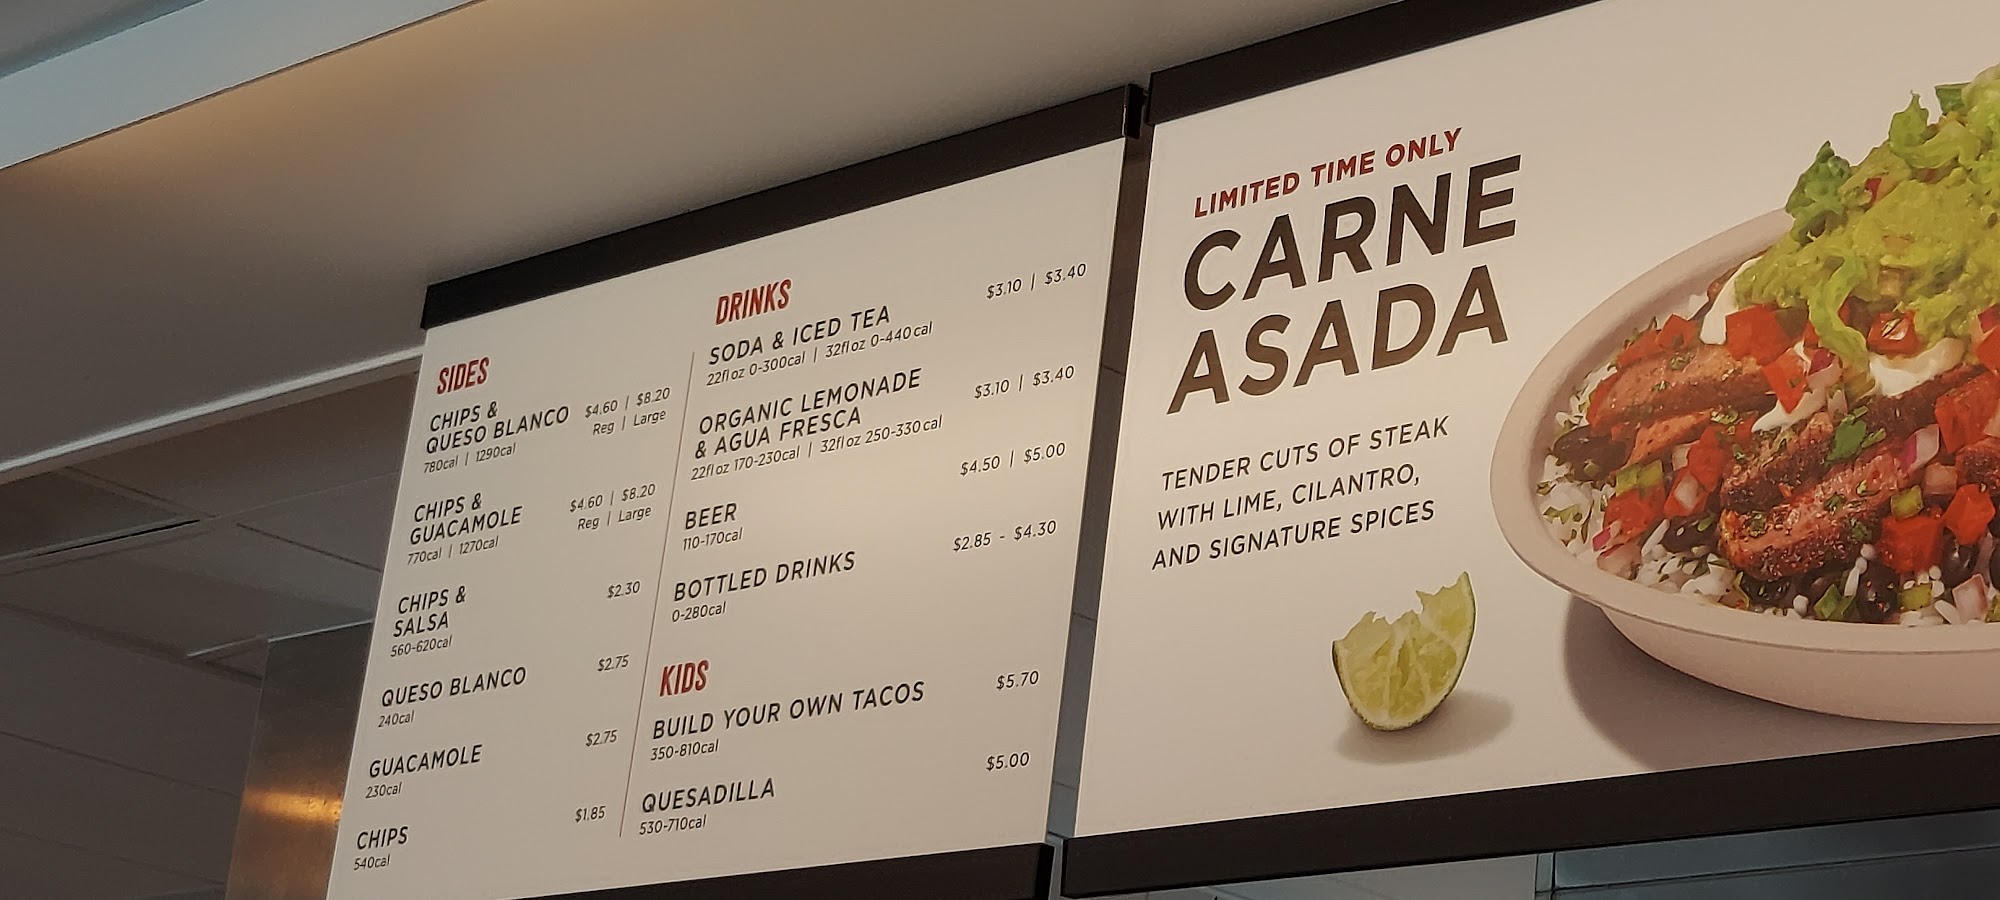 SIDES
CHIPS &
QUESO BLANCO
$4.60 | $8.20
Reg | Large
780cal | 1290cal
CHIPS &
GUACAMOLE
$4.60 | $8.20
Reg | Large
770cal | 1270cal
CHIPS &
SALSA
$2.30
560-620cal
QUESO BLANCO $2.75
240cal
GUACAMOLE $2.75
230cal
CHIPS $1.85
540cal
DRINKS
SODA & ICED TEA $3.10 | $3.40
22fl oz 0-300cal | 32fl oz 0-440cal
ORGANIC LEMONADE
& AGUA FRESCA
$3.10 | $3.40
22fl oz 170-230cal | 32fl oz 250-330cal
BEER $4.50 | $5.00
110-170cal
BOTTLED DRINKS $2.85 - $4.30
0-280cal
KIDS
BUILD YOUR OWN TACOS $5.70
350-810cal
QUESADILLA $5.00
530-710cal
LIMITED TIME ONLY
CARNE
ASADA
TENDER CUTS OF STEAK
WITH LIME, CILANTRO,
AND SIGNATURE SPICES